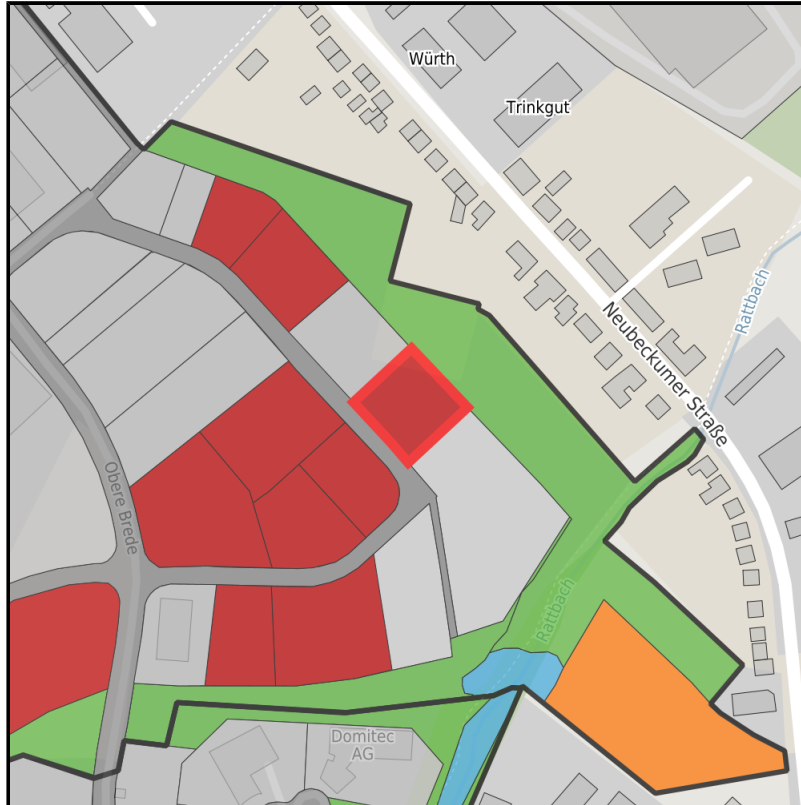 Würth
Trinkgut
Rattbach
Neubeckumer Straße
Obere Brede
Rattbach
Domitec
AG